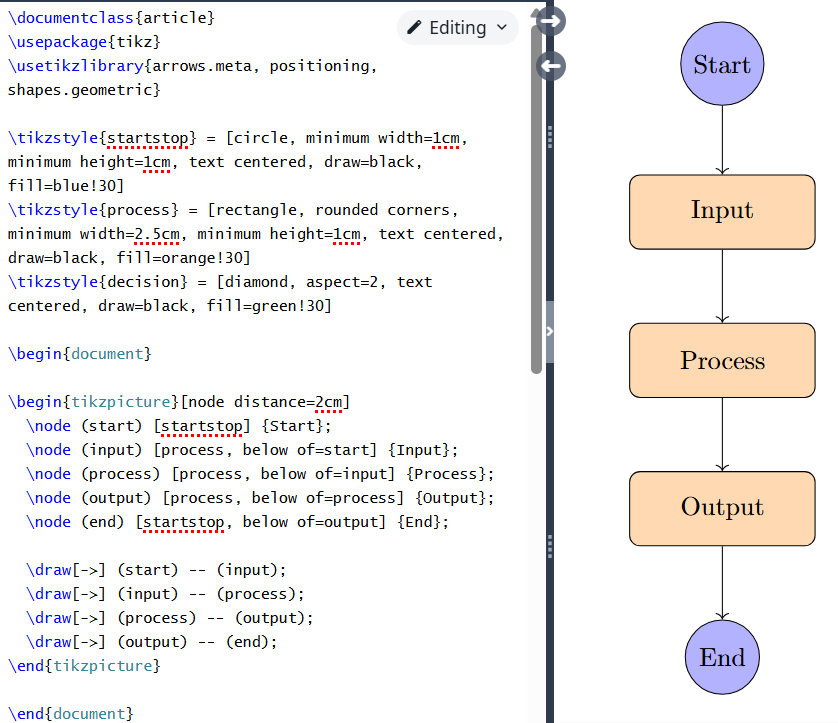 \documentclass{article}
\usepackage{tikz}
\usetikzlibrary{arrows.meta, positioning,
shapes.geometric}
\tikzstyle{startstop} = [circle, minimum width=1cm,
minimum height=1cm, text centered, draw=black,
fill=blue!30]
\tikzstyle{process} = [rectangle, rounded corners,
minimum width=2.5cm, minimum height=1cm, text centered,
draw=black, fill=orange!30]
\tikzstyle{decision} = [diamond, aspect=2, text
centered, draw=black, fill=green!30]
\begin{document}
\begin{tikzpicture}[node distance=2cm]
\node (start) [startstop] {Start};
\node (input) [process, below of=start] {Input};
\node (process) [process, below of=input] {Process};
\node (output) [process, below of=process] {Output};
\node (end) [startstop, below of=output] {End};
\draw[->] (start) -- (input);
\draw[->] (input) -- (process);
\draw[->] (process) -- (output);
\draw[->] (output) -- (end);
\end{tikzpicture}
\end{document}
Editing
Start
Input
Process
Output
End